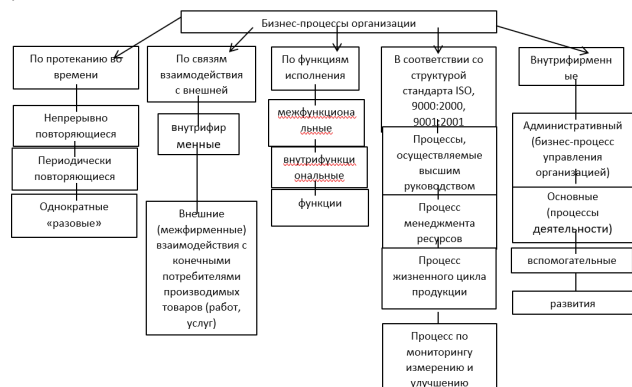 Бизнес-процессы организации
По протеканию во
времени
Непрерывно
повторяющиеся
Периодически
повторяющиеся
Однократные
«разовые»
По связям
взаимодействия
с внешней
внутрифир
менные
Внешние
(межфирменные)
взаимодействия с
конечными
потребителями
производимых
товаров (работ,
услуг)
По функциям
исполнения
межфункциона
льные
внутрифункци
ональные
функции
В соответствии со
структурой
стандарта ISO,
9000:2000,
9001:2001
Процессы,
осуществляемые
высшим
руководством
Процесс
менеджмента
ресурсов
Процесс
жизненного цикла
продукции
Процесс по
мониторингу
измерению и
улучшению
Внутрифирменн
ые
Административный
(бизнес-процесс
управления
организацией)
Основные
(процессы
деятельности)
вспомогательные
развития